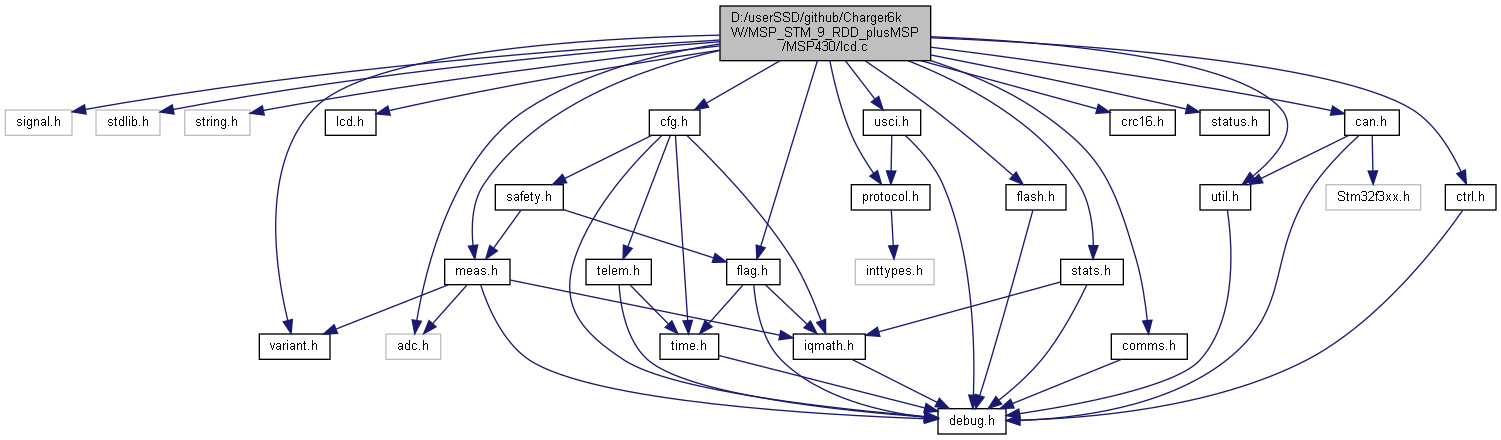 D:/userSSD/github/Charger6k
W/MSP_STM_9_RDD_plusMSP
/MSP430/lcd.c
signal.h
stdlib.h
string.h
lcd.h
cfg.h
usci.h
crc16.h
status.h
can.h
safety.h
protocol.h
flash.h
util.h
Stm32f3xx.h
ctrl.h
meas.h
telem.h
flag.h
inttypes.h
stats.h
variant.h
adc.h
time.h
iqmath.h
comms.h
debug.h